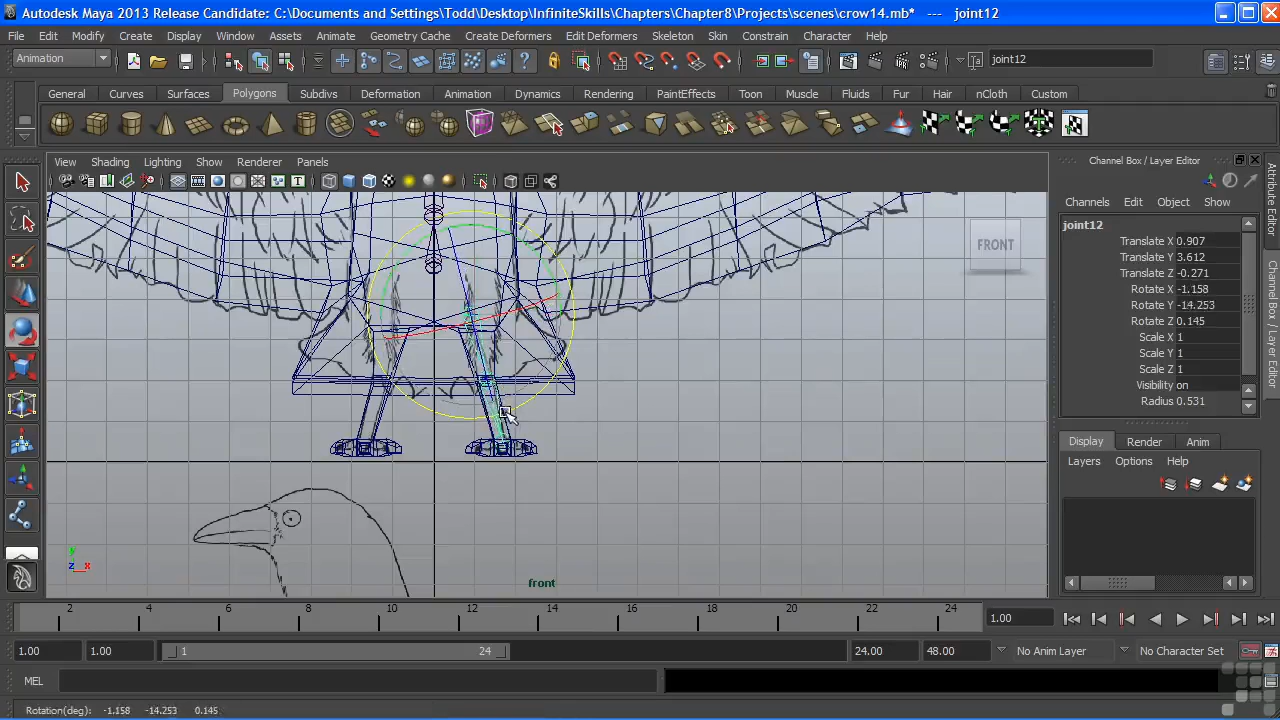 Autodesk Maya 2013 Release Candidate: C:\Documents and Settings\Todd\Desktop\InfiniteSkills\Chapters\Chapter8\Projects\scenes\crow14.mb* --- joint12
File Edit Modify Create Display Window Assets Animate Geometry Cache Create Deformers Edit Deformers Skeleton Skin Constrain Character Help
Animation
joint12
General Curves Surfaces Polygons Subdivs Deformation Animation Dynamics Rendering PaintEffects Toon Muscle Fluids Fur Hair nCloth Custom
View Shading Lighting Show Renderer Panels
Channel Box / Layer Editor
Channels Edit Object Show
joint12
Translate X 0.907
Translate Y 3.612
Translate Z -0.271
Rotate X -1.158
Rotate Y -14.253
Rotate Z 0.145
Scale X 1
Scale Y 1
Scale Z 1
Visibility on
Radius 0.531
Attribute Editor
Channel Box / Layer Editor
FRONT
Display Render Anim
Layers Options Help
y
z x
front
2 4 6 8 10 12 14 16 18 20 22 24
1.00
1.00 1.00 1 24 24.00 48.00 No Anim Layer No Character Set
MEL
Rotation(deg): -1.158 -14.253 0.145